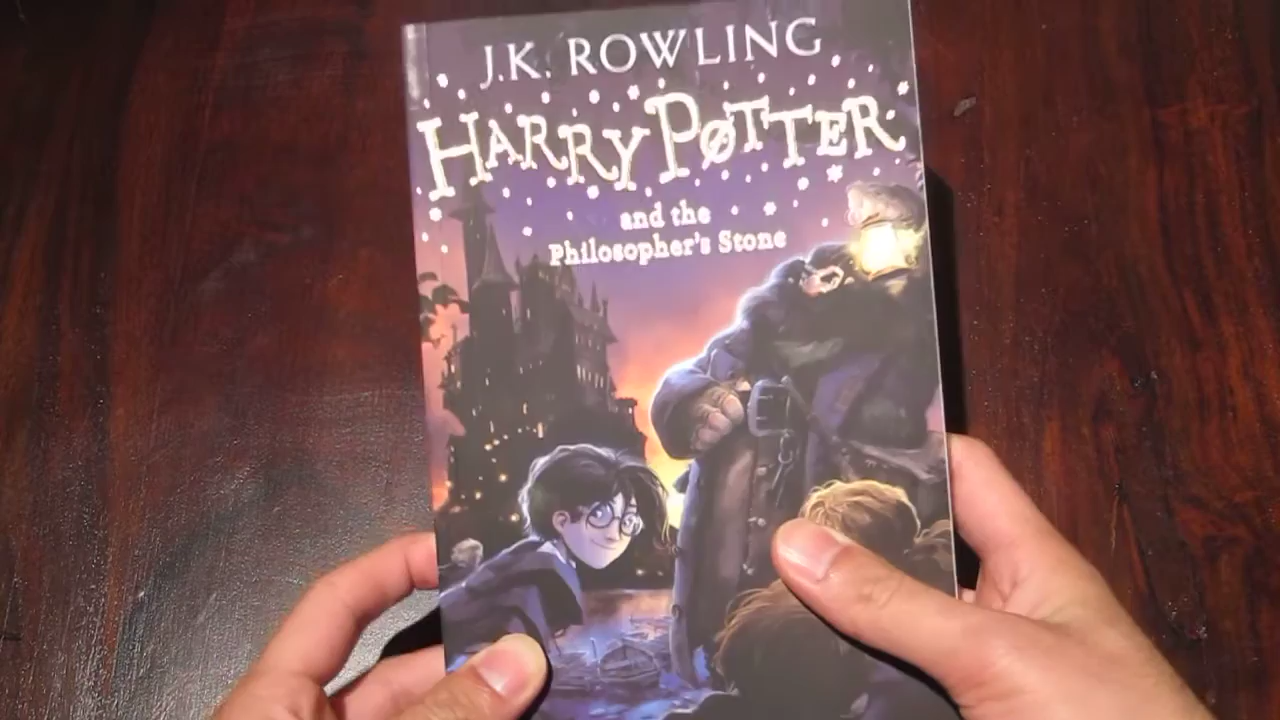 J.K. ROWLING
HARRY POTTER
and the
Philosopher's Stone